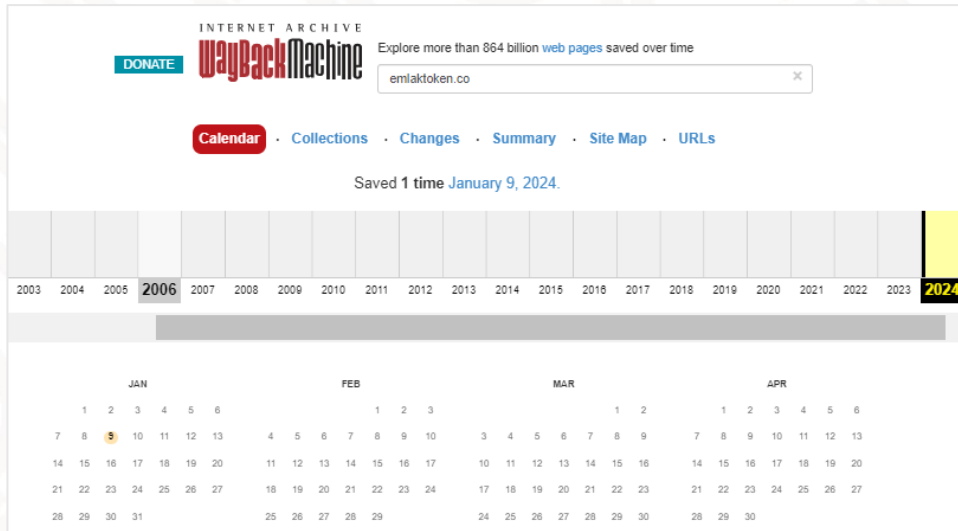 INTERNET ARCHIVE
DONATE
WayBackMachine
Explore more than 864 billion web pages saved over time
emlaktoken.co ×
Calendar · Collections · Changes · Summary · Site Map · URLs
Saved 1 time January 9, 2024.
2003 2004 2005 2006 2007 2008 2009 2010 2011 2012 2013 2014 2015 2016 2017 2018 2019 2020 2021 2022 2023 2024
JAN FEB MAR APR
1 2 3 4 5 6 1 2 3 1 2 1 2 3 4 5 6
7 8 9 10 11 12 13 4 5 6 7 8 9 10 3 4 5 6 7 8 9 7 8 9 10 11 12 13
14 15 16 17 18 19 20 11 12 13 14 15 16 17 10 11 12 13 14 15 16 14 15 16 17 18 19 20
21 22 23 24 25 26 27 18 19 20 21 22 23 24 17 18 19 20 21 22 23 21 22 23 24 25 26 27
28 29 30 31 25 26 27 28 29 24 25 26 27 28 29 30 28 29 30